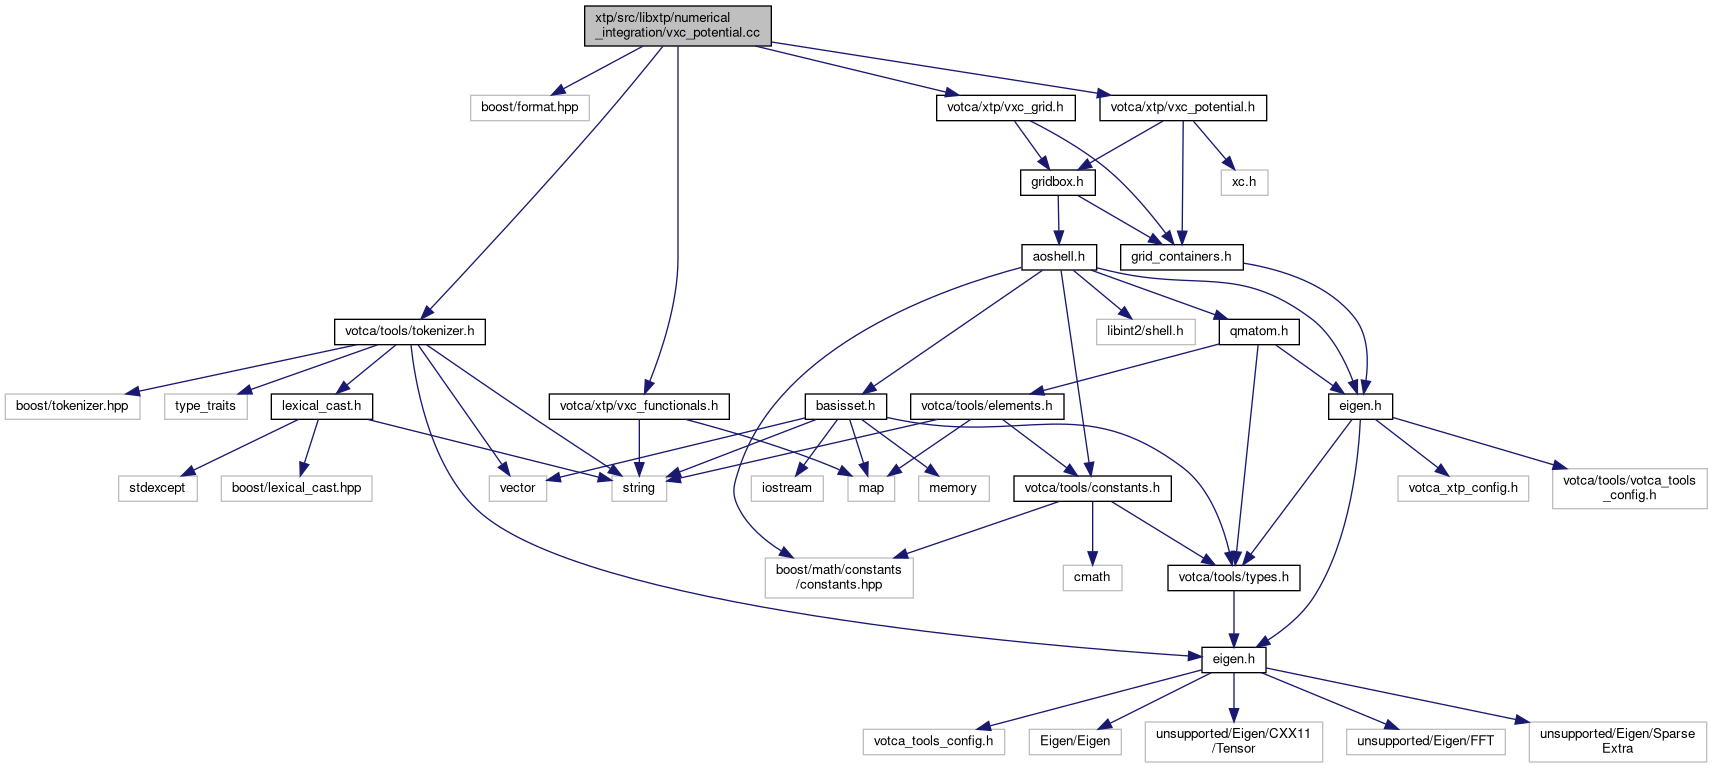 xtp/src/libxtp/numerical
_integration/vxc_potential.cc
boost/format.hpp
votca/xtp/vxc_grid.h
votca/xtp/vxc_potential.h
gridbox.h
xc.h
aoshell.h
grid_containers.h
votca/tools/tokenizer.h
libint2/shell.h
qmatom.h
boost/tokenizer.hpp
type_traits
lexical_cast.h
votca/xtp/vxc_functionals.h
basisset.h
votca/tools/elements.h
eigen.h
stdexcept
boost/lexical_cast.hpp
vector
string
iostream
map
memory
votca/tools/constants.h
votca_xtp_config.h
votca/tools/votca_tools
_config.h
boost/math/constants
/constants.hpp
cmath
votca/tools/types.h
eigen.h
votca_tools_config.h
Eigen/Eigen
unsupported/Eigen/CXX11
/Tensor
unsupported/Eigen/FFT
unsupported/Eigen/Sparse
Extra